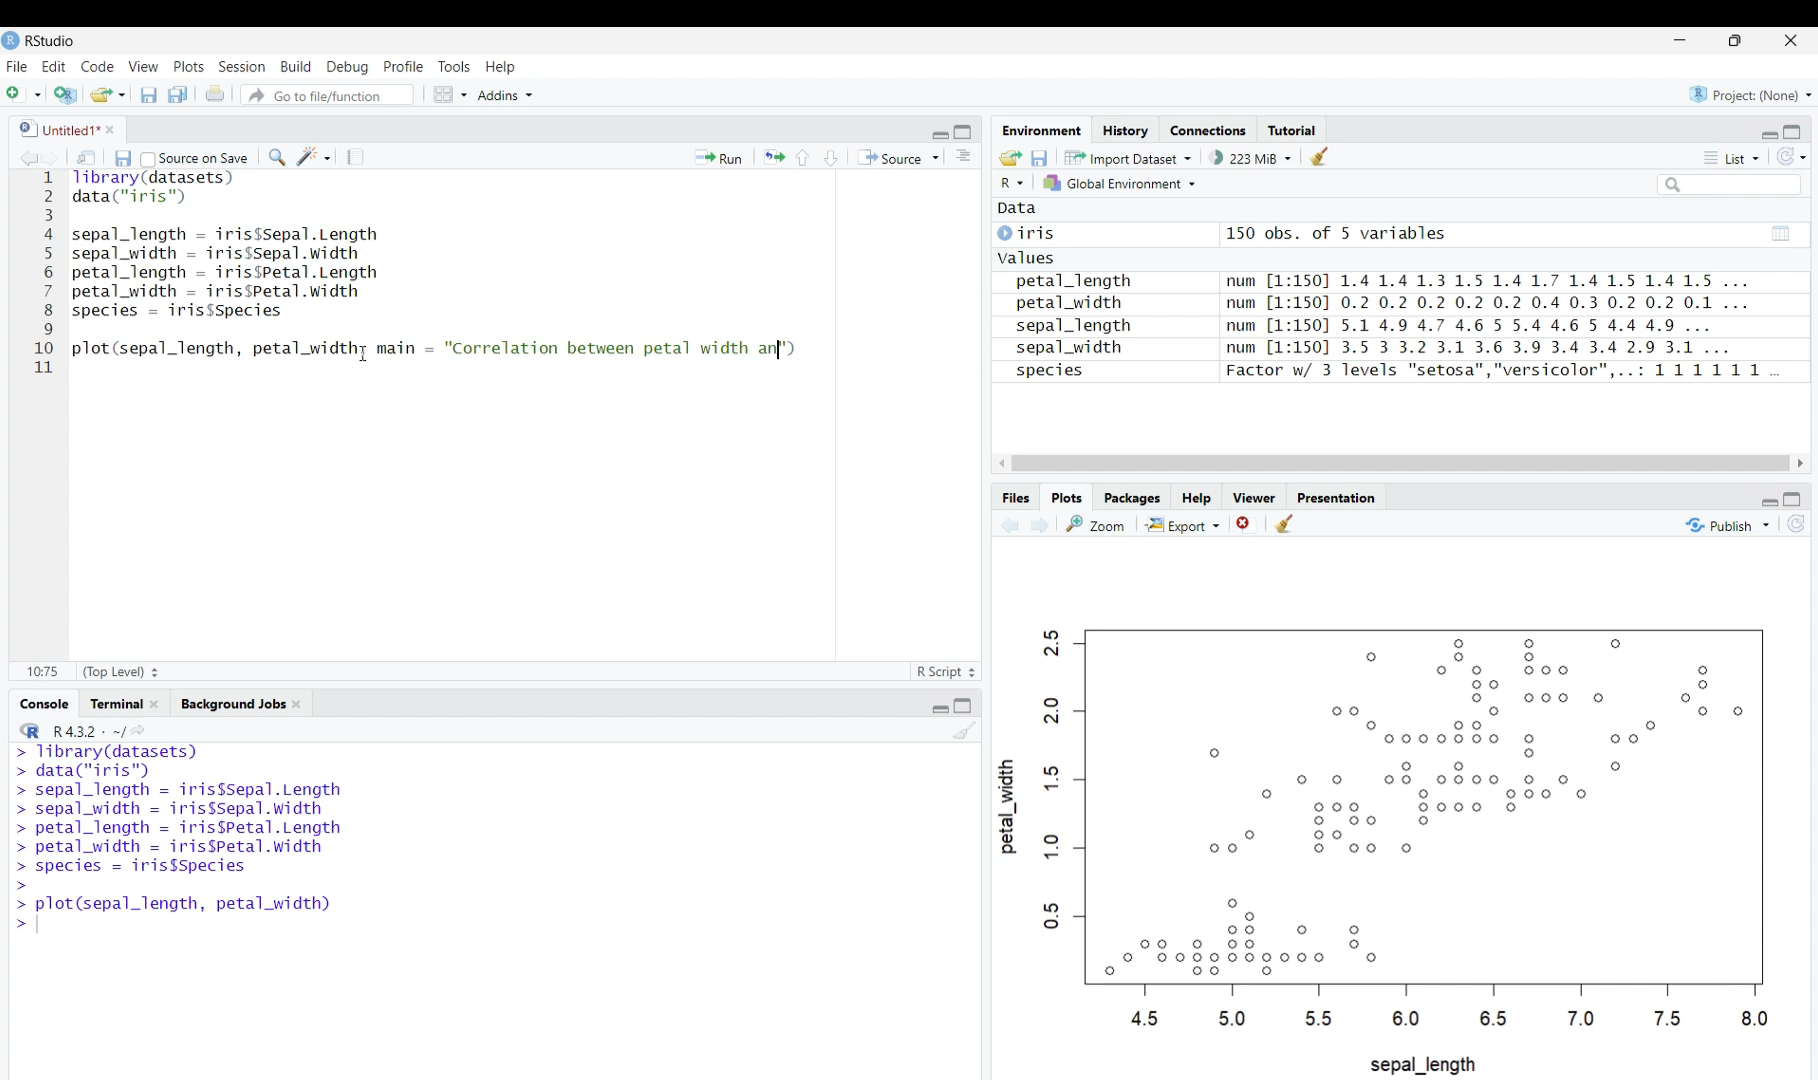 RStudio
File Edit Code View Plots Session Build Debug Profile Tools Help
Go to file/function Addins Project: (None)
Untitled1*
Source on Save Run Source
1 library(datasets)
2 data("iris")
3
4 sepal_length = iris$Sepal.Length
5 sepal_width = iris$Sepal.Width
6 petal_length = iris$Petal.Length
7 petal_width = iris$Petal.Width
8 species = iris$Species
9
10 plot(sepal_length, petal_width, main = "Correlation between petal width an")
11
10:75 (Top Level) R Script
Console Terminal Background Jobs
R 4.3.2 · ~/
> library(datasets)
> data("iris")
> sepal_length = iris$Sepal.Length
> sepal_width = iris$Sepal.Width
> petal_length = iris$Petal.Length
> petal_width = iris$Petal.Width
> species = iris$Species
>
> plot(sepal_length, petal_width)
>
Environment History Connections Tutorial
Import Dataset 223 MiB List
R Global Environment
Data
iris 150 obs. of 5 variables
Values
petal_length num [1:150] 1.4 1.4 1.3 1.5 1.4 1.7 1.4 1.5 1.4 1.5 ...
petal_width num [1:150] 0.2 0.2 0.2 0.2 0.2 0.4 0.3 0.2 0.2 0.1 ...
sepal_length num [1:150] 5.1 4.9 4.7 4.6 5 5.4 4.6 5 4.4 4.9 ...
sepal_width num [1:150] 3.5 3 3.2 3.1 3.6 3.9 3.4 3.4 2.9 3.1 ...
species Factor w/ 3 levels "setosa","versicolor",..: 1 1 1 1 1 1 …
Files Plots Packages Help Viewer Presentation
Zoom Export Publish
petal_width
2.5
2.0
1.5
1.0
0.5
4.5 5.0 5.5 6.0 6.5 7.0 7.5 8.0
sepal_length